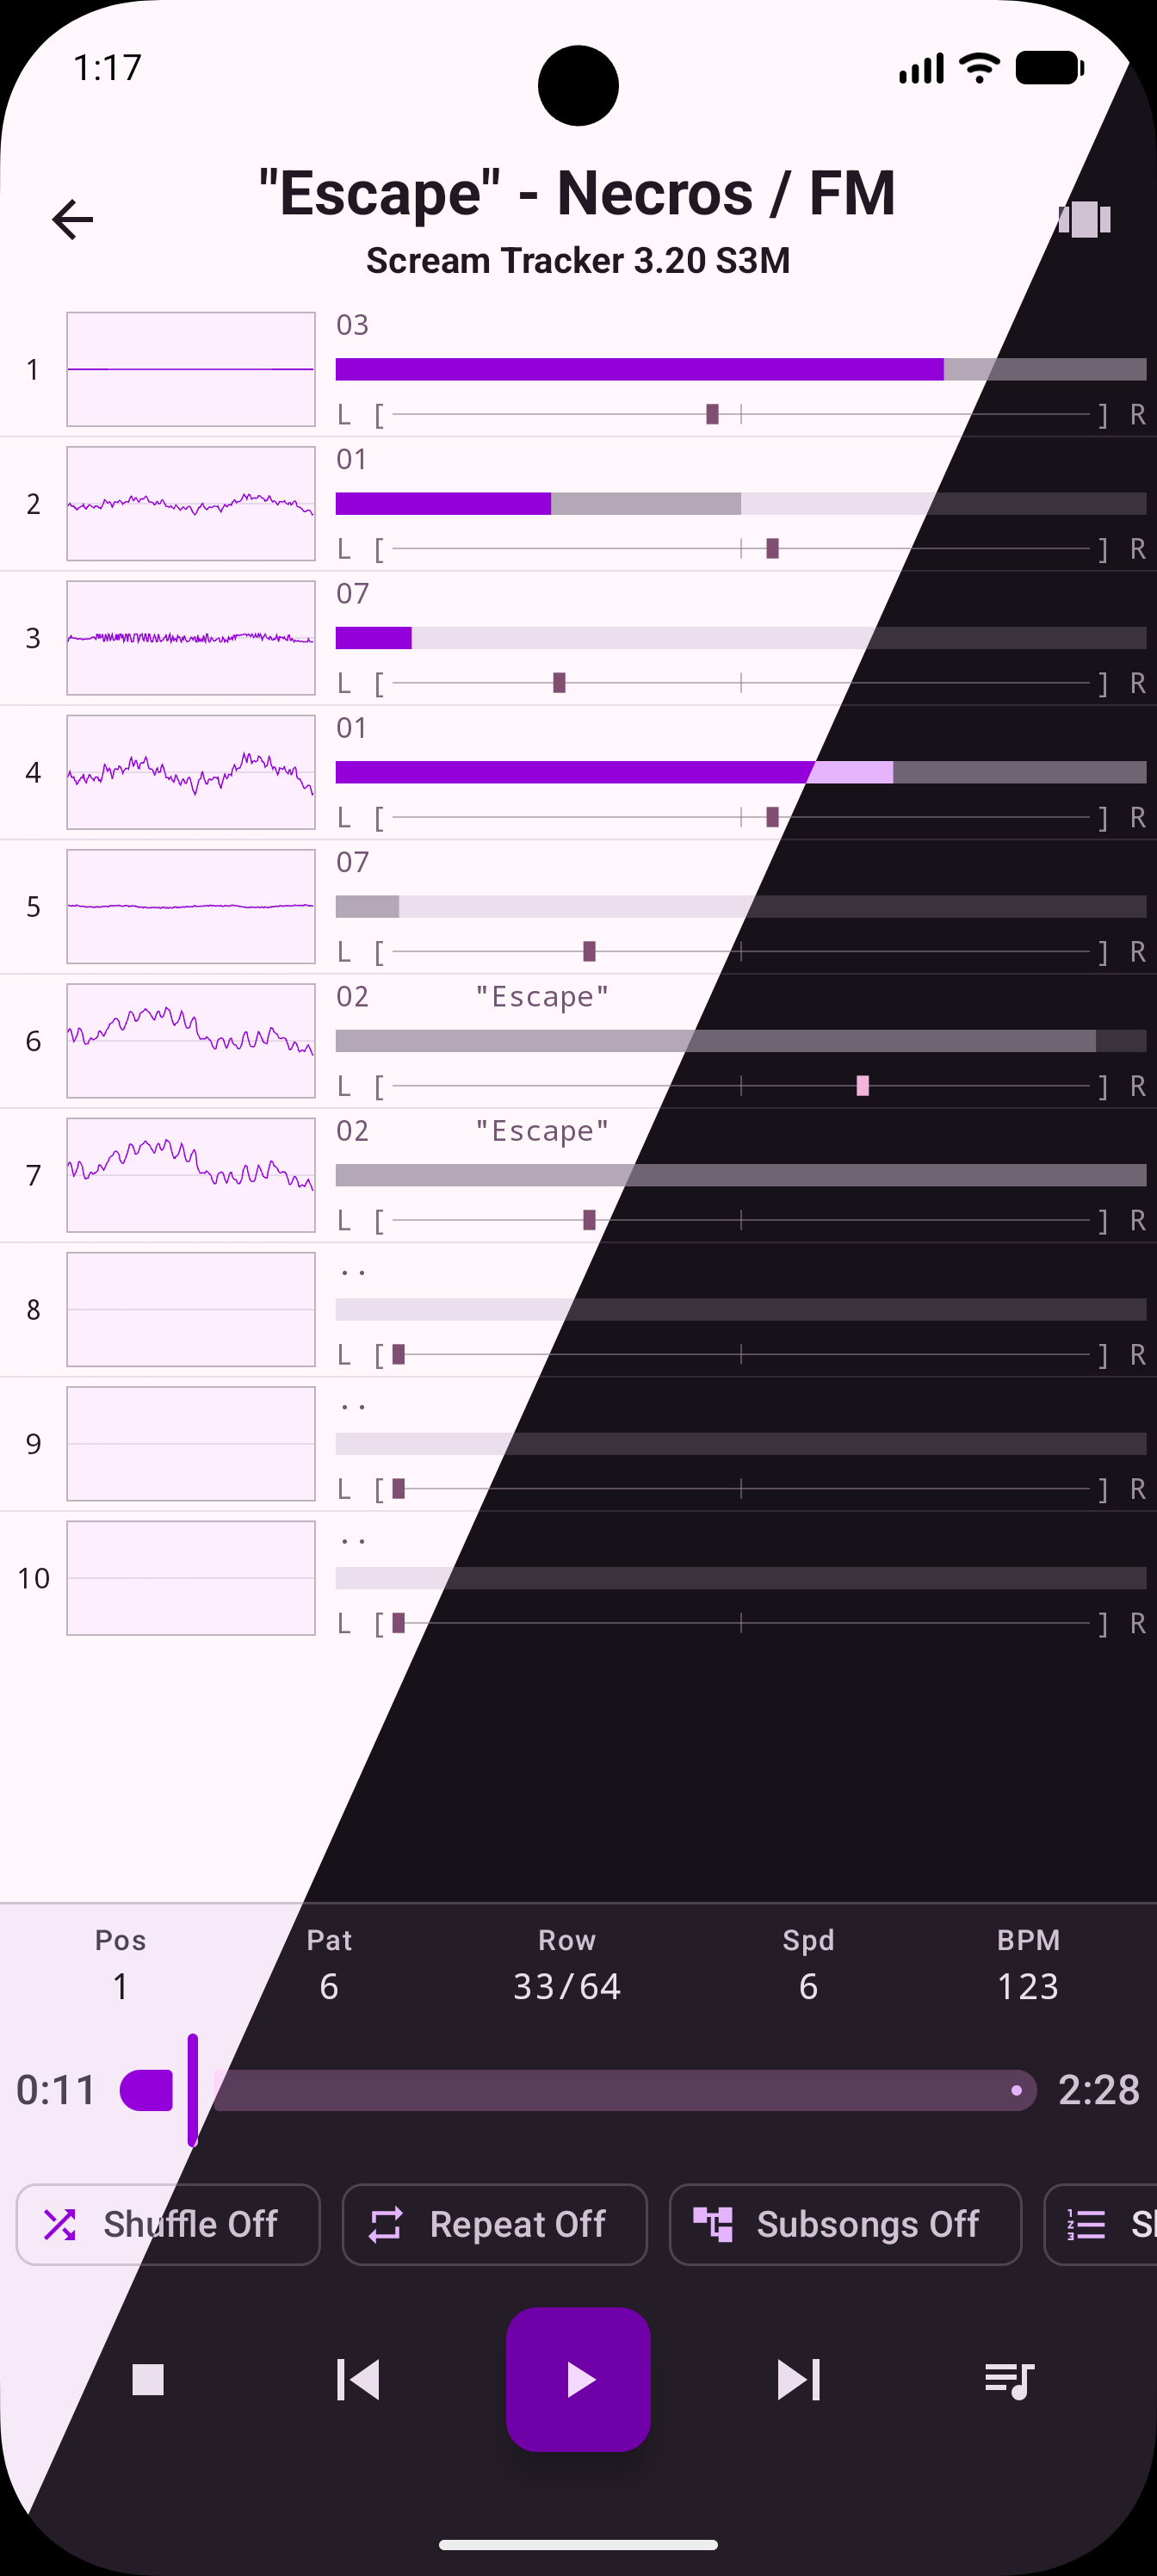 1:17
"Escape" - Necros / FM
Scream Tracker 3.20 S3M
03
1
L [ ] R
01
2
L [ ] R
07
3
L [ ] R
01
4
L [ ] R
07
5
L [ ] R
02 "Escape"
6
L [ ] R
02 "Escape"
7
L [ ] R
..
8
L [ ] R
..
9
L [ ] R
..
10
L [ ] R
Pos Pat Row Spd BPM
1 6 33/64 6 123
0:11 2:28
Shuffle Off Repeat Off Subsongs Off